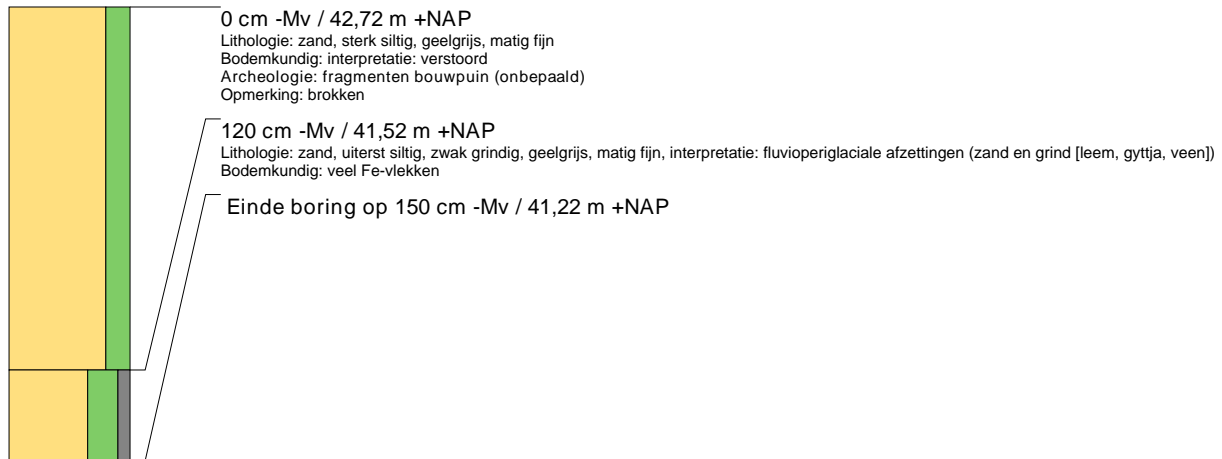 0 cm -Mv / 42,72 m +NAP
Lithologie: zand, sterk siltig, geelgrijs, matig fijn
Bodemkundig: interpretatie: verstoord
Archeologie: fragmenten bouwpuin (onbepaald)
Opmerking: brokken
120 cm -Mv / 41,52 m +NAP
Lithologie: zand, uiterst siltig, zwak grindig, geelgrijs, matig fijn, interpretatie: fluvioperiglaciale afzettingen (zand en grind [leem, gyttja, veen])
Bodemkundig: veel Fe-vlekken
Einde boring op 150 cm -Mv / 41,22 m +NAP